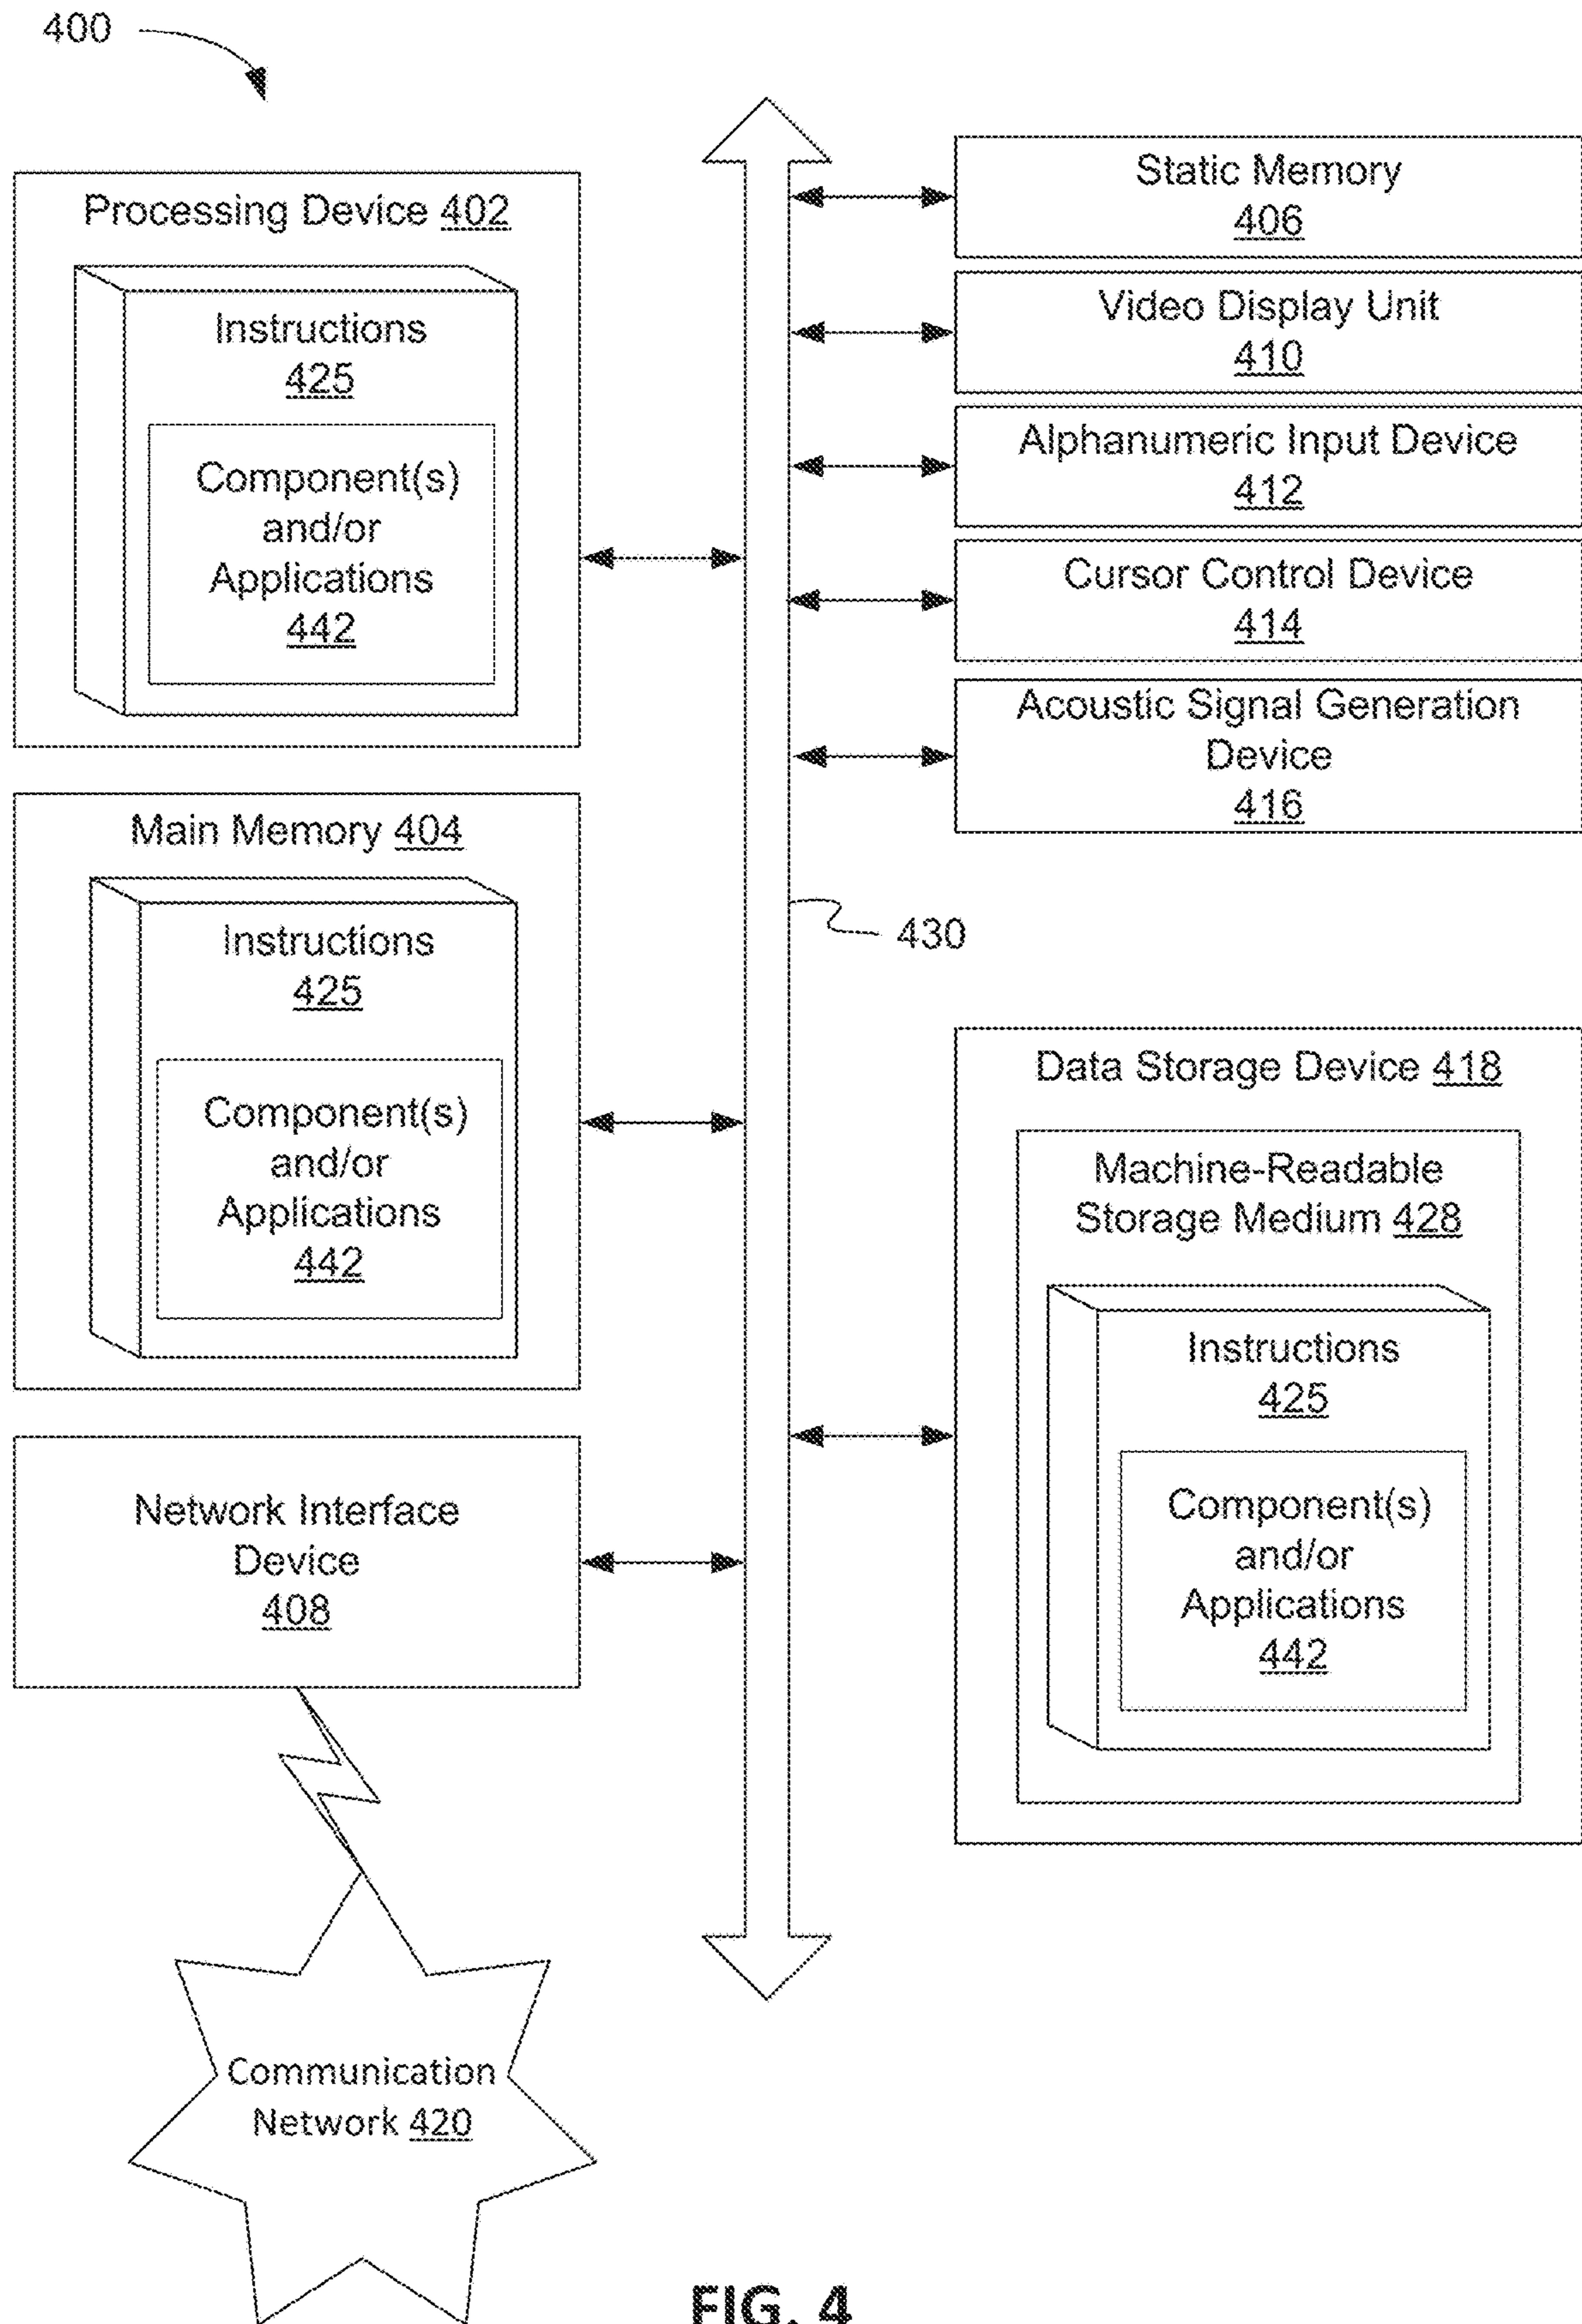 400
Processing Device 402
Instructions
425
Component(s)
and/or
Applications
442
Main Memory 404
Instructions
425
Component(s)
and/or
Applications
442
Network Interface
Device
408
Communication
Network 420
Static Memory
406
Video Display Unit
410
Alphanumeric Input Device
412
Cursor Control Device
414
Acoustic Signal Generation
Device
416
430
Data Storage Device 418
Machine-Readable
Storage Medium 428
Instructions
425
Component(s)
and/or
Applications
442
FIG. 4